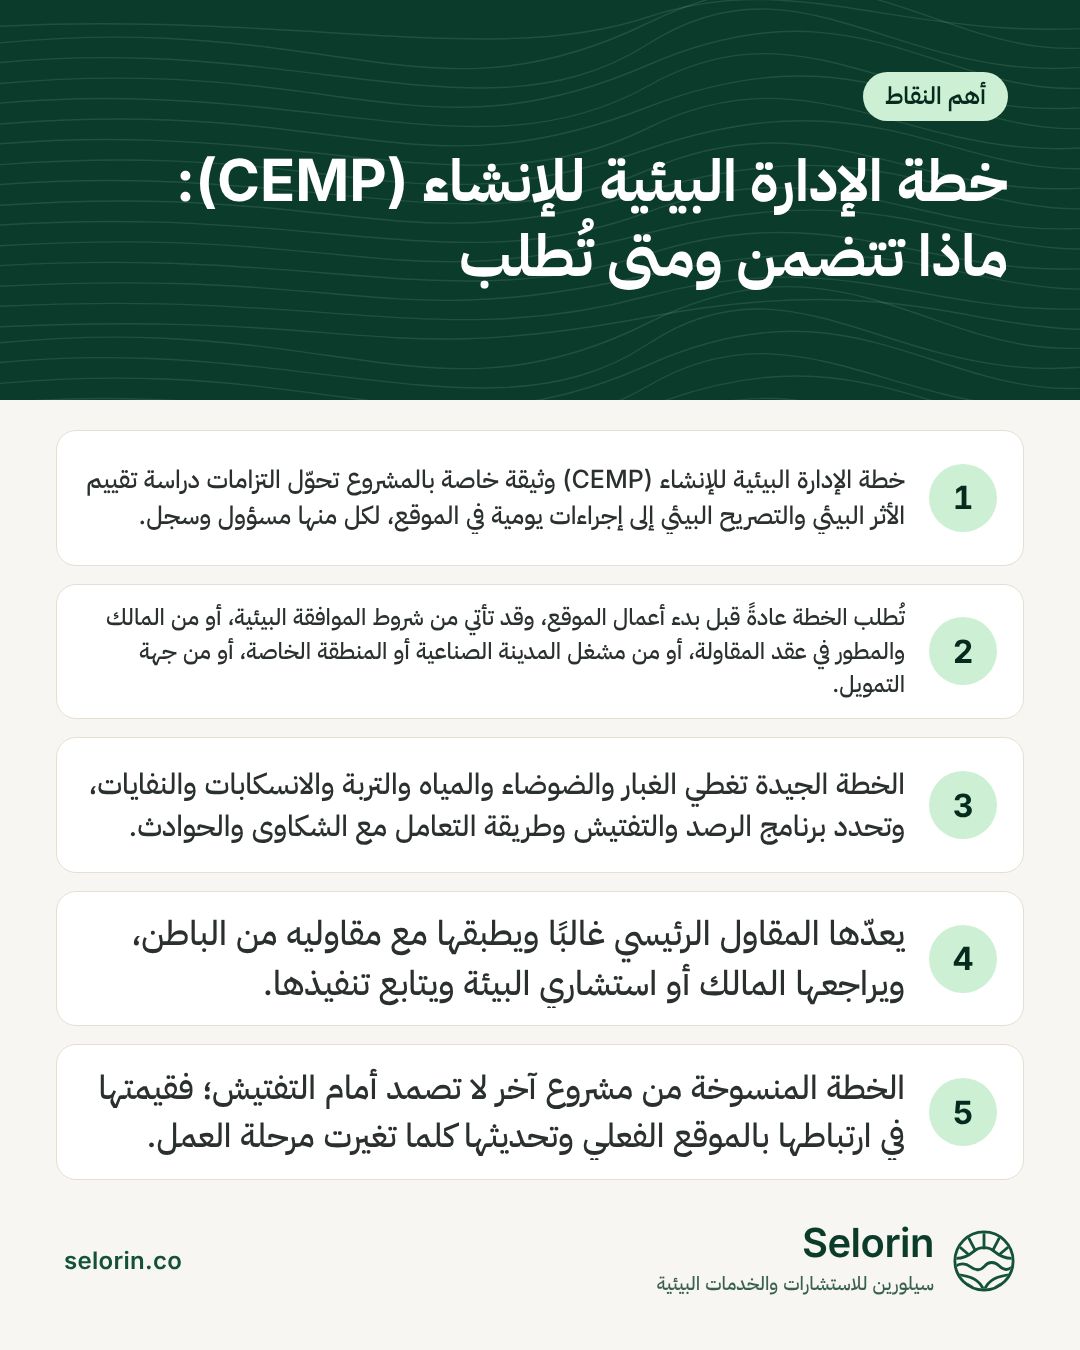 أهم النقاط
خطة الإدارة البيئية للإنشاء (CEMP):
ماذا تتضمن ومتى تُطلب
1
خطة الإدارة البيئية للإنشاء (CEMP) وثيقة خاصة بالمشروع تحوّل التزامات دراسة تقييم
الأثر البيئي والتصريح البيئي إلى إجراءات يومية في الموقع، لكل منها مسؤول وسجل.
2
تُطلب الخطة عادةً قبل بدء أعمال الموقع، وقد تأتي من شروط الموافقة البيئية، أو من المالك
والمطور في عقد المقاولة، أو من مشغل المدينة الصناعية أو المنطقة الخاصة، أو من جهة
التمويل.
3
الخطة الجيدة تغطي الغبار والضوضاء والمياه والتربة والانسكابات والنفايات،
وتحدد برنامج الرصد والتفتيش وطريقة التعامل مع الشكاوى والحوادث.
4
يعدّها المقاول الرئيسي غالبًا ويطبقها مع مقاوليه من الباطن،
ويراجعها المالك أو استشاري البيئة ويتابع تنفيذها.
5
الخطة المنسوخة من مشروع آخر لا تصمد أمام التفتيش؛ فقيمتها
في ارتباطها بالموقع الفعلي وتحديثها كلما تغيرت مرحلة العمل.
Selorin
سيلورين للاستشارات والخدمات البيئية
selorin.co